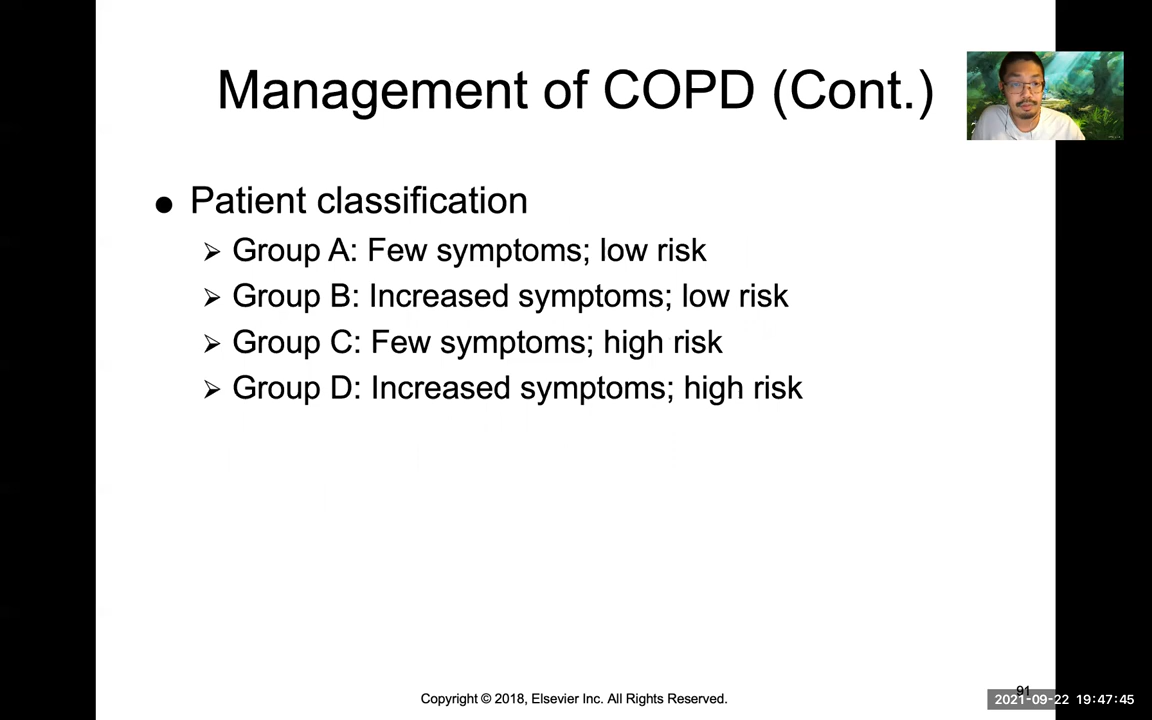 Management of COPD (Cont.)
● Patient classification
➢ Group A: Few symptoms; low risk
➢ Group B: Increased symptoms; low risk
➢ Group C: Few symptoms; high risk
➢ Group D: Increased symptoms; high risk
Copyright © 2018, Elsevier Inc. All Rights Reserved.
91
2021-09-22 19:47:45